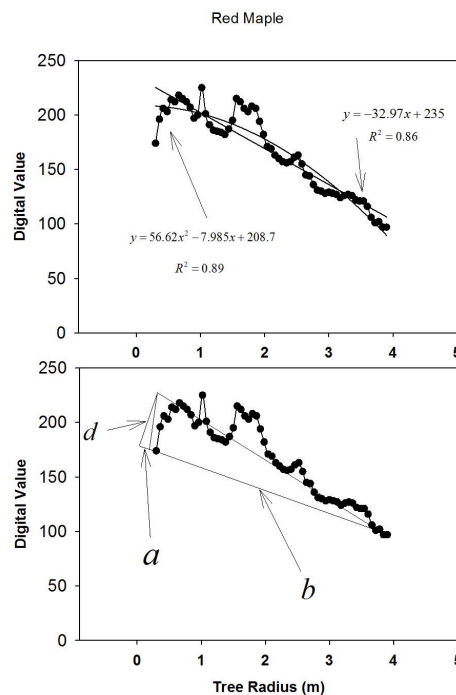 Red Maple
250
200
150
100
50
0
Digital Value
y = −32.97x + 235
R² = 0.86
y = 56.62x² − 7.985x + 208.7
R² = 0.89
0 1 2 3 4 5
250
200
150
100
50
0
Digital Value
d
a
b
0 1 2 3 4 5
Tree Radius (m)